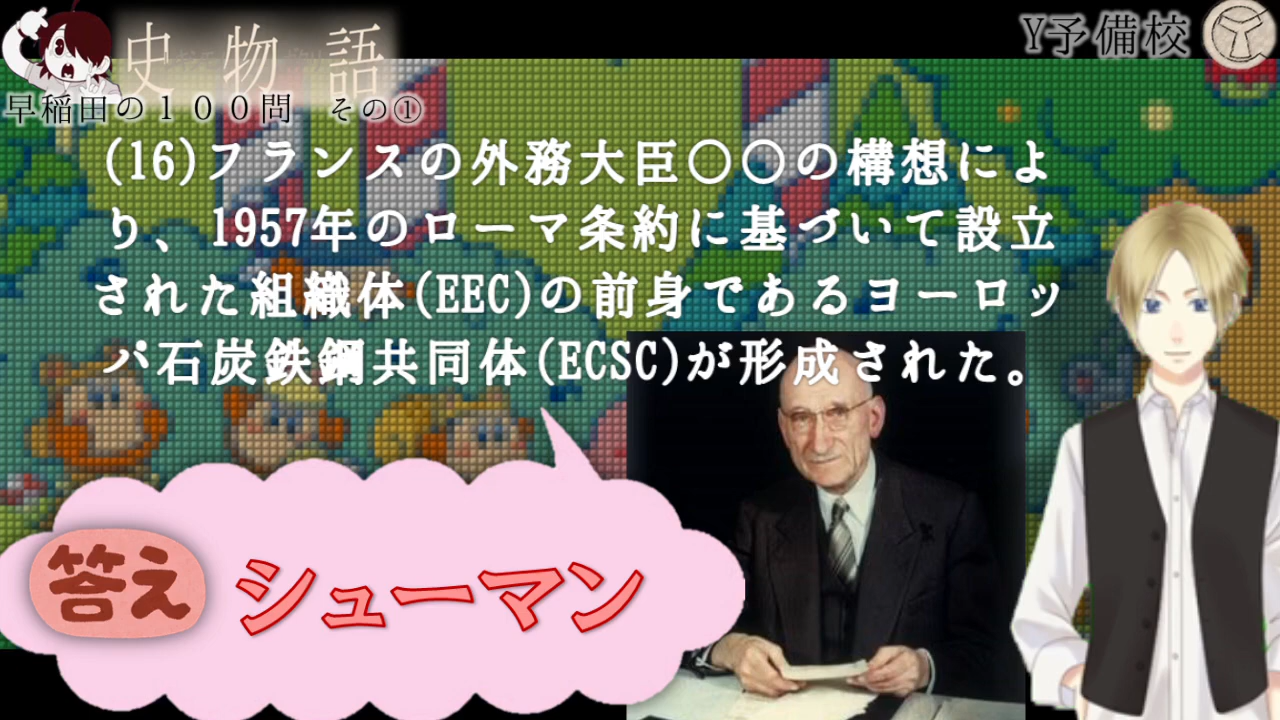 史物語
Y予備校
早稲田の100問 その①
(16)フランスの外務大臣〇〇の構想によ
り、1957年のローマ条約に基づいて設立
された組織体(EEC)の前身であるヨーロッ
パ石炭鉄鋼共同体(ECSC)が形成された。
答え シューマン